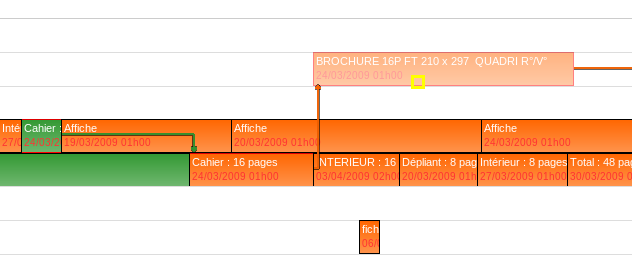 BROCHURE 16P FT 210 x 297 QUADRI R°/V°
24/03/2009 01h00
Inté Cahier : Affiche Affiche Affiche
27/0 24/03/2 19/03/2009 01h00 20/03/2009 01h00 24/03/2009 01h00
Cahier : 16 pages NTERIEUR : 16 Dépliant : 8 pag Intérieur : 8 pages Total : 48 pag
24/03/2009 01h00 03/04/2009 02h0 20/03/2009 01h 27/03/2009 01h0 30/03/2009 01h0
fich
06/0